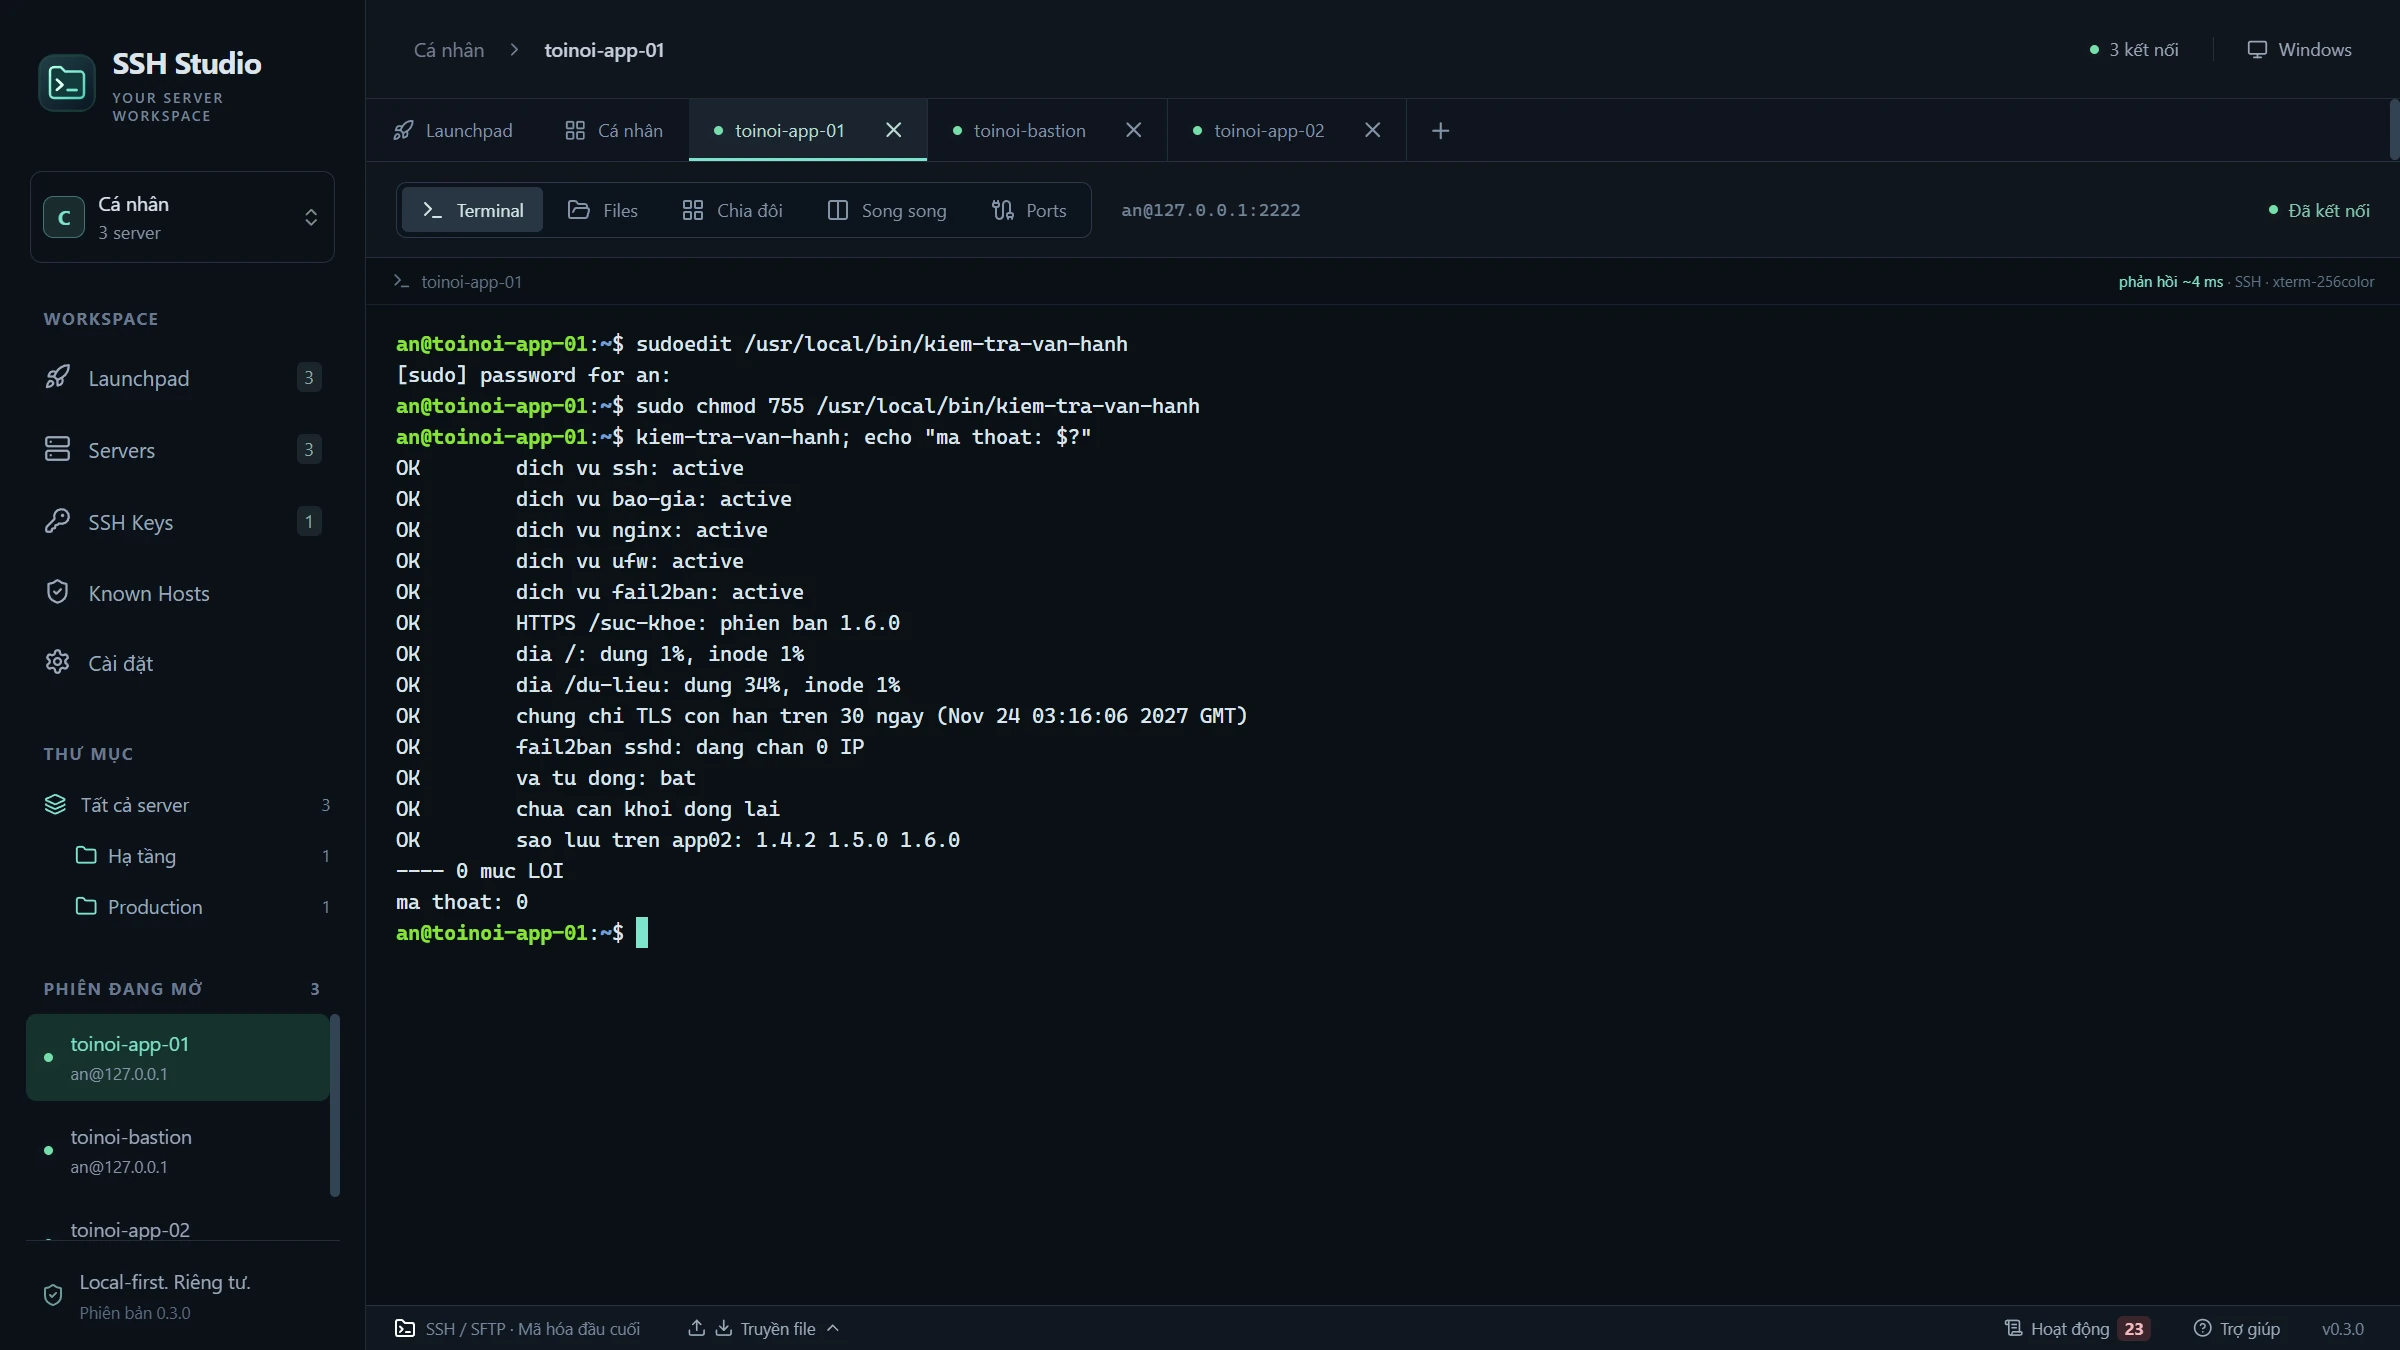 SSH Studio
YOUR SERVER
WORKSPACE
C
Cá nhân
3 server
WORKSPACE
Launchpad 3
Servers 3
SSH Keys 1
Known Hosts
Cài đặt
THƯ MỤC
Tất cả server 3
Hạ tầng 1
Production 1
PHIÊN ĐANG MỞ 3
toinoi-app-01
an@127.0.0.1
toinoi-bastion
an@127.0.0.1
toinoi-app-02
Local-first. Riêng tư.
Phiên bản 0.3.0
Cá nhân > toinoi-app-01
3 kết nối
Windows
Launchpad
Cá nhân
toinoi-app-01
toinoi-bastion
toinoi-app-02
Terminal
Files
Chia đôi
Song song
Ports
an@127.0.0.1:2222
Đã kết nối
toinoi-app-01
phản hồi ~4 ms · SSH · xterm-256color
an@toinoi-app-01:~$ sudoedit /usr/local/bin/kiem-tra-van-hanh
[sudo] password for an:
an@toinoi-app-01:~$ sudo chmod 755 /usr/local/bin/kiem-tra-van-hanh
an@toinoi-app-01:~$ kiem-tra-van-hanh; echo "ma thoat: $?"
OK dich vu ssh: active
OK dich vu bao-gia: active
OK dich vu nginx: active
OK dich vu ufw: active
OK dich vu fail2ban: active
OK HTTPS /suc-khoe: phien ban 1.6.0
OK dia /: dung 1%, inode 1%
OK dia /du-lieu: dung 34%, inode 1%
OK chung chi TLS con han tren 30 ngay (Nov 24 03:16:06 2027 GMT)
OK fail2ban sshd: dang chan 0 IP
OK va tu dong: bat
OK chua can khoi dong lai
OK sao luu tren app02: 1.4.2 1.5.0 1.6.0
---- 0 muc LOI
ma thoat: 0
an@toinoi-app-01:~$
SSH / SFTP · Mã hóa đầu cuối
Truyền file
Hoạt động 23
Trợ giúp
v0.3.0